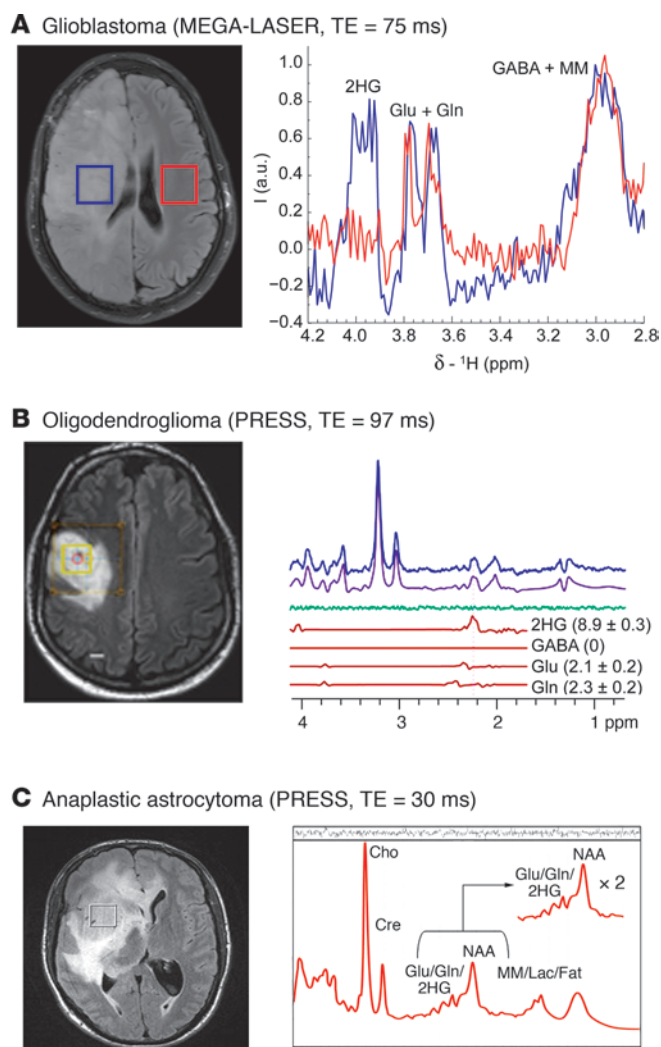 A Glioblastoma (MEGA-LASER, TE = 75 ms)
2HG
Glu + Gln
GABA + MM
I (a.u.)
1.0
0.8
0.6
0.4
0.2
0.0
−0.2
−0.4
4.2 4.0 3.8 3.6 3.4 3.2 3.0 2.8
δ - ¹H (ppm)
B Oligodendroglioma (PRESS, TE = 97 ms)
2HG (8.9 ± 0.3)
GABA (0)
Glu (2.1 ± 0.2)
Gln (2.3 ± 0.2)
4 3 2 1 ppm
C Anaplastic astrocytoma (PRESS, TE = 30 ms)
Cho
Cre
Glu/Gln/
2HG
NAA
MM/Lac/Fat
Glu/Gln/
2HG
NAA
× 2